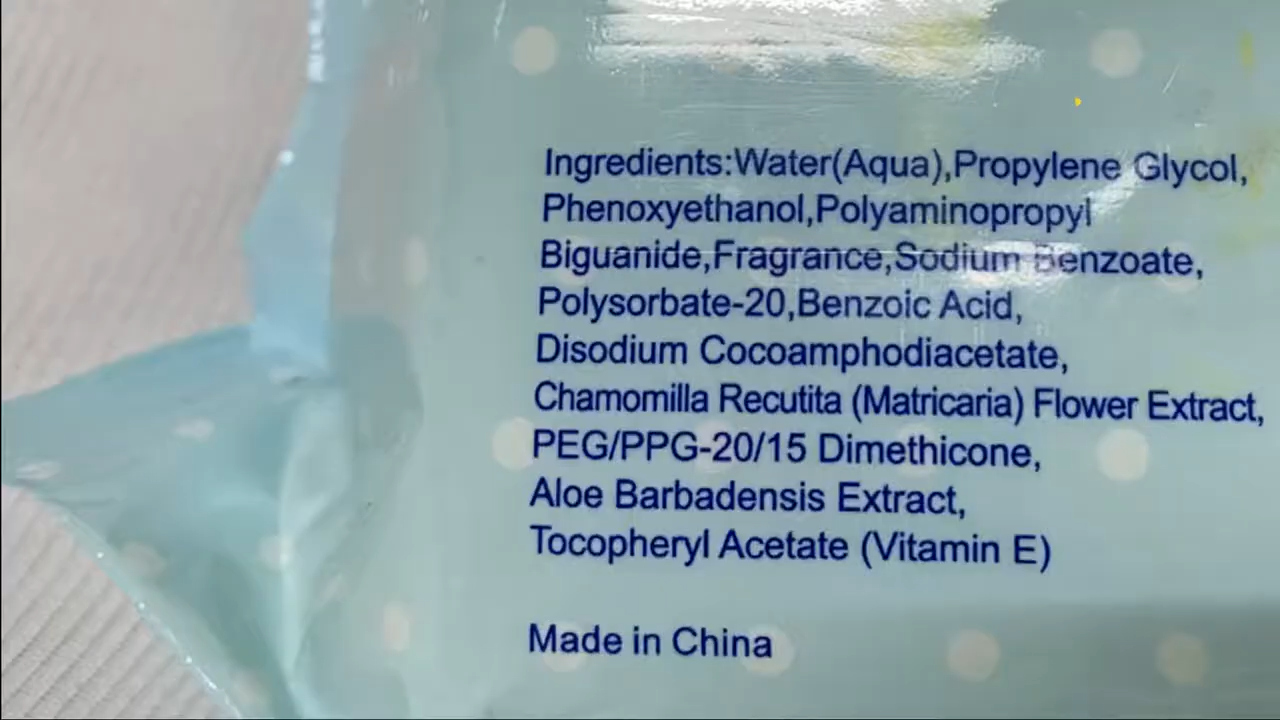 Ingredients:Water(Aqua),Propylene Glycol,
Phenoxyethanol,Polyaminopropyl
Biguanide,Fragrance,Sodium Benzoate,
Polysorbate-20,Benzoic Acid,
Disodium Cocoamphodiacetate,
Chamomilla Recutita (Matricaria) Flower Extract,
PEG/PPG-20/15 Dimethicone,
Aloe Barbadensis Extract,
Tocopheryl Acetate (Vitamin E)
Made in China